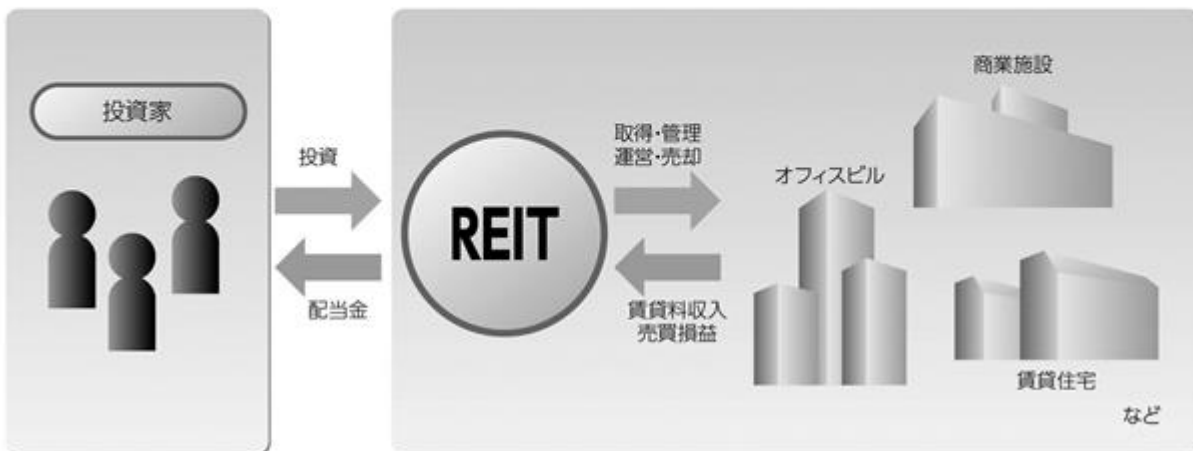 投資家
投資
配当金
REIT
取得・管理
運営・売却
賃貸料収入
売買損益
商業施設
オフィスビル
賃貸住宅
など